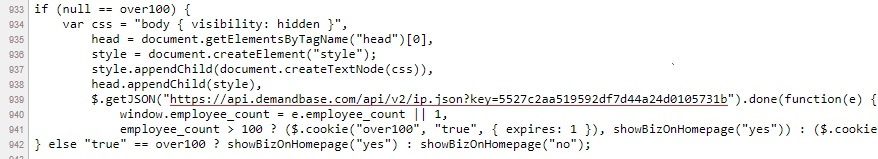 933 if (null == over100) {
934 var css = "body { visibility: hidden }",
935 head = document.getElementsByTagName("head")[0],
936 style = document.createElement("style");
937 style.appendChild(document.createTextNode(css)),
938 head.appendChild(style),
939 $.getJSON("https://api.demandbase.com/api/v2/ip.json?key=5527c2aa519592df7d44a24d0105731b").done(function(e) {
940 window.employee_count = e.employee_count || 1,
941 employee_count > 100 ? ($.cookie("over100", "true", { expires: 1 }), showBizOnHomepage("yes")) : ($.cookie
942 } else "true" == over100 ? showBizOnHomepage("yes") : showBizOnHomepage("no");